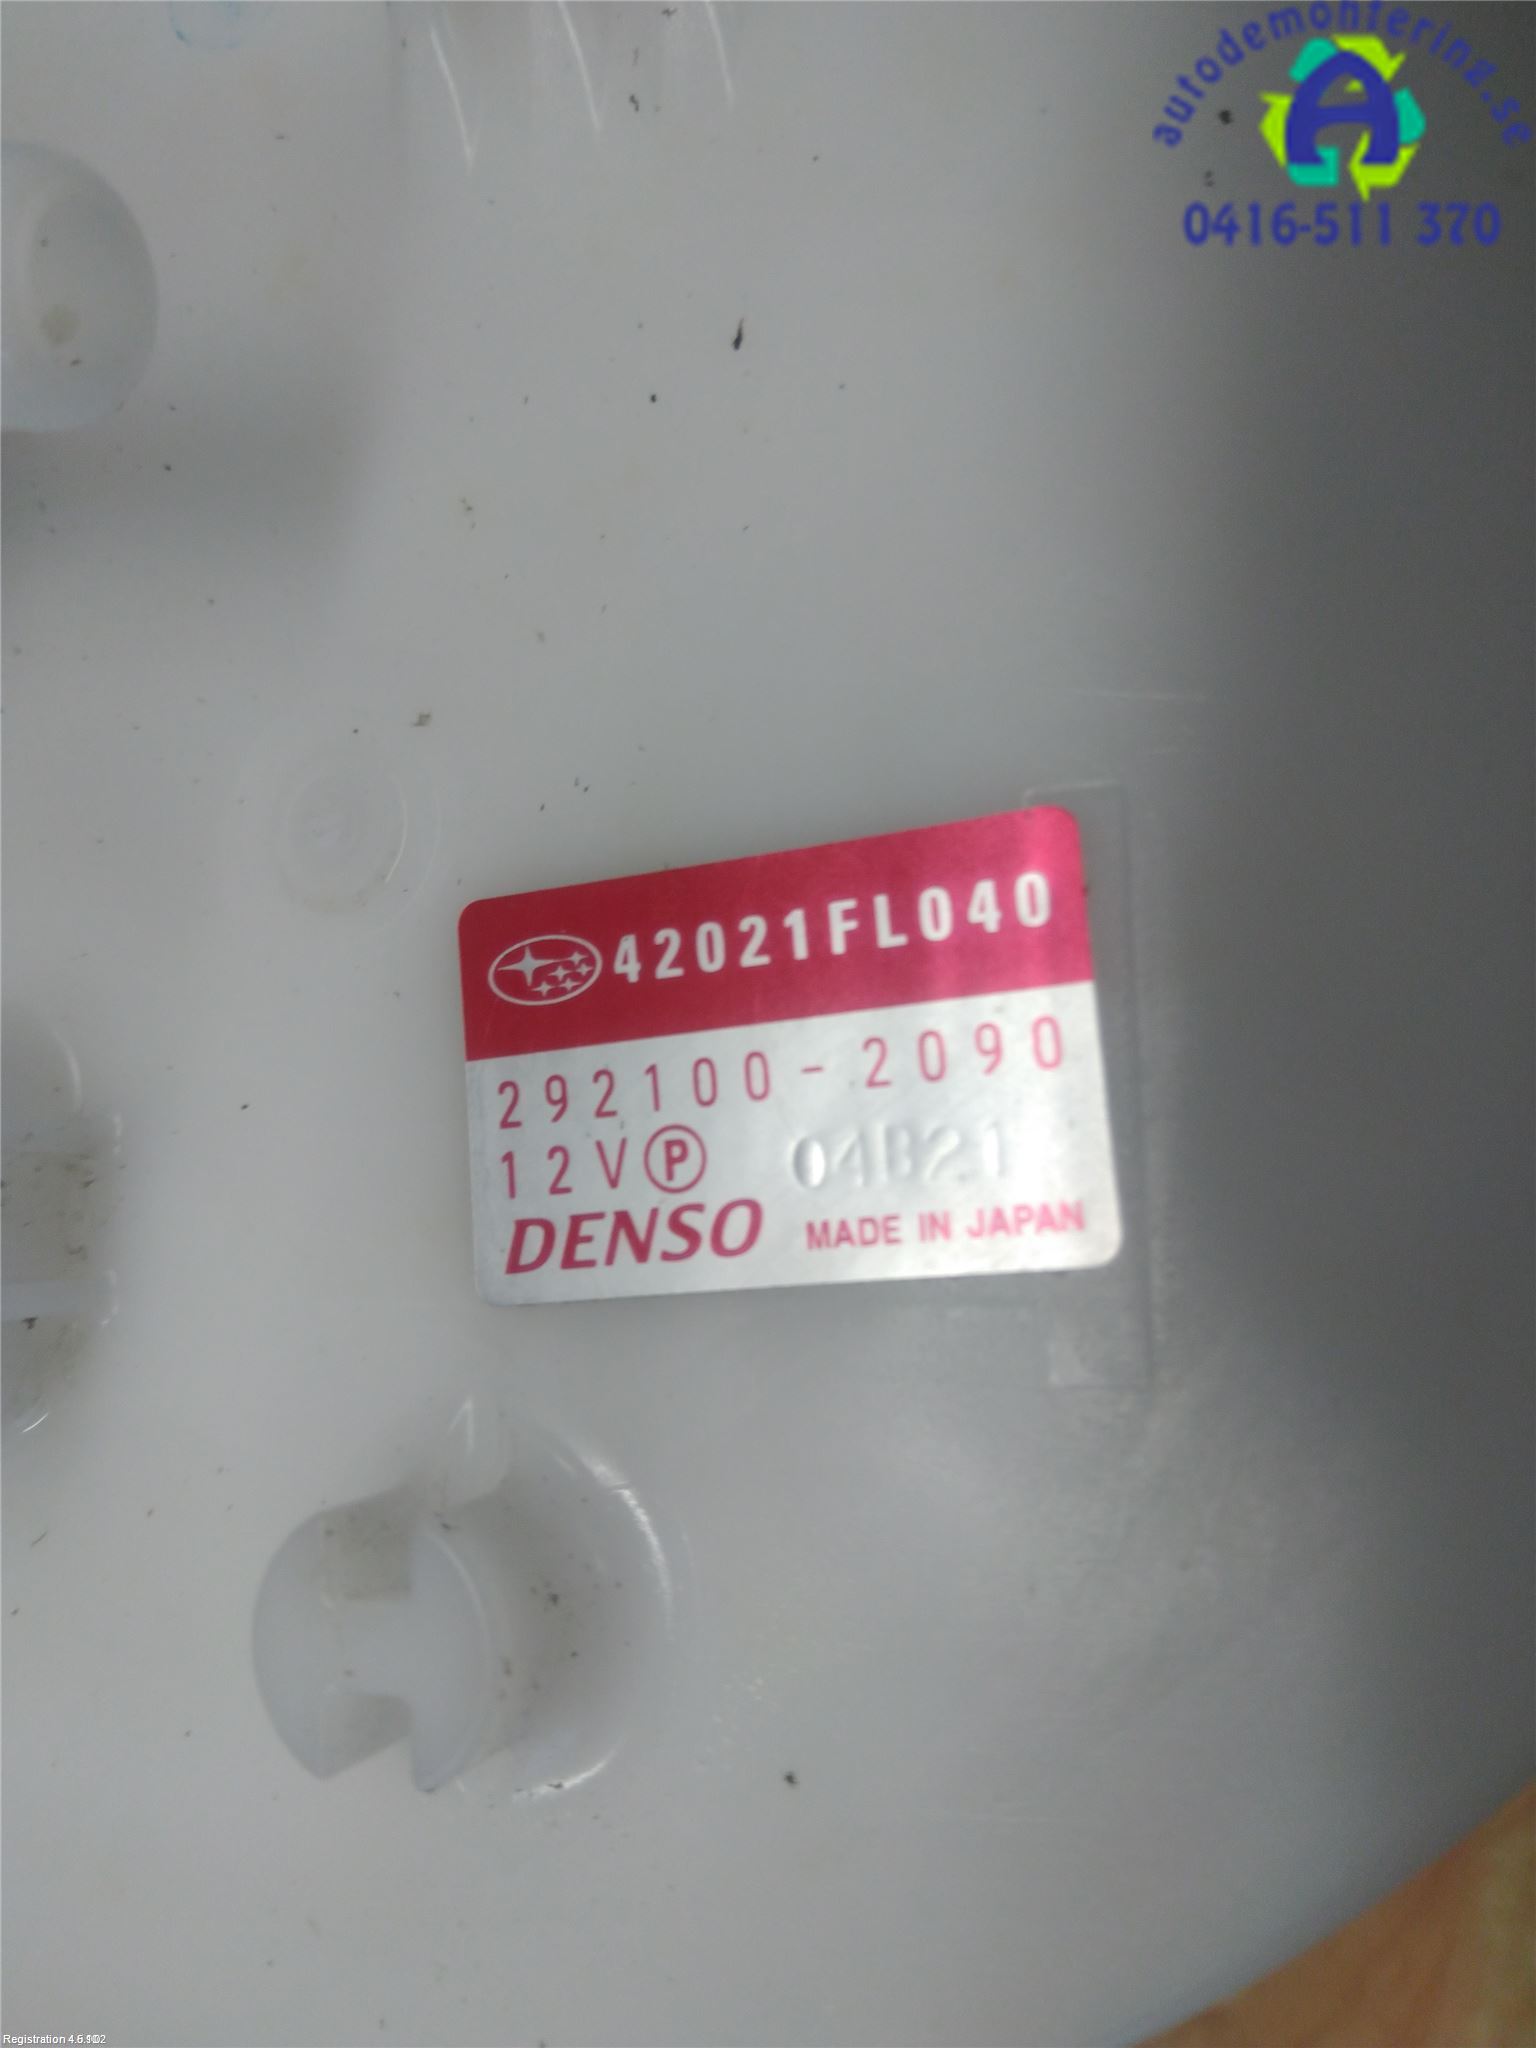 autodemontering.se
A
0416-511 370
42021FL040
292100-2090
12V P 04B21
DENSO MADE IN JAPAN